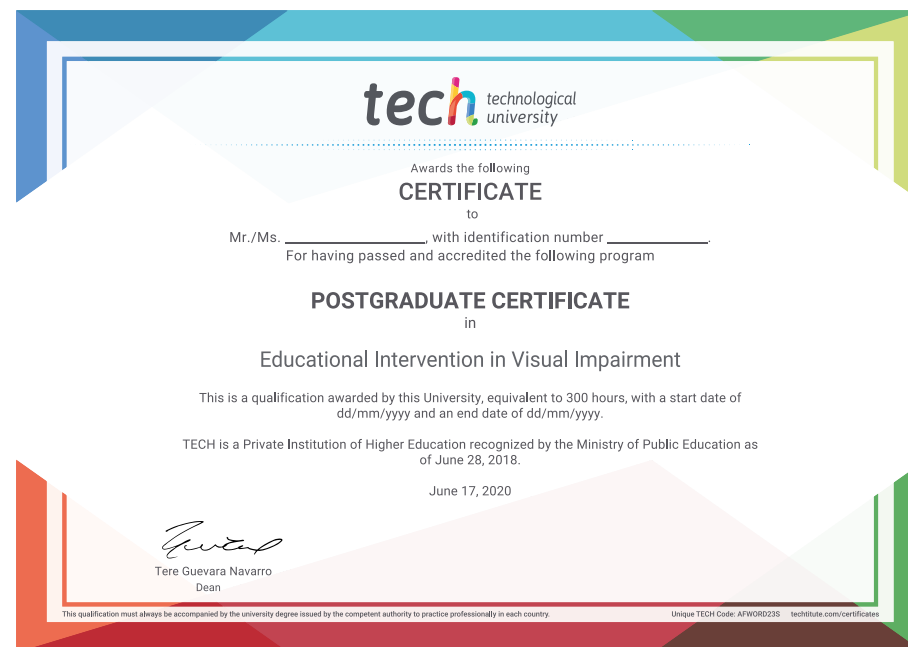 tech technological
university
Awards the following
CERTIFICATE
to
Mr./Ms. ____________________, with identification number ______________.
For having passed and accredited the following program
POSTGRADUATE CERTIFICATE
in
Educational Intervention in Visual Impairment
This is a qualification awarded by this University, equivalent to 300 hours, with a start date of
dd/mm/yyyy and an end date of dd/mm/yyyy.
TECH is a Private Institution of Higher Education recognized by the Ministry of Public Education as
of June 28, 2018.
June 17, 2020
Tere Guevara Navarro
Dean
This qualification must always be accompanied by the university degree issued by the competent authority to practice professionally in each country. Unique TECH Code: AFWORD23S techtitute.com/certificates